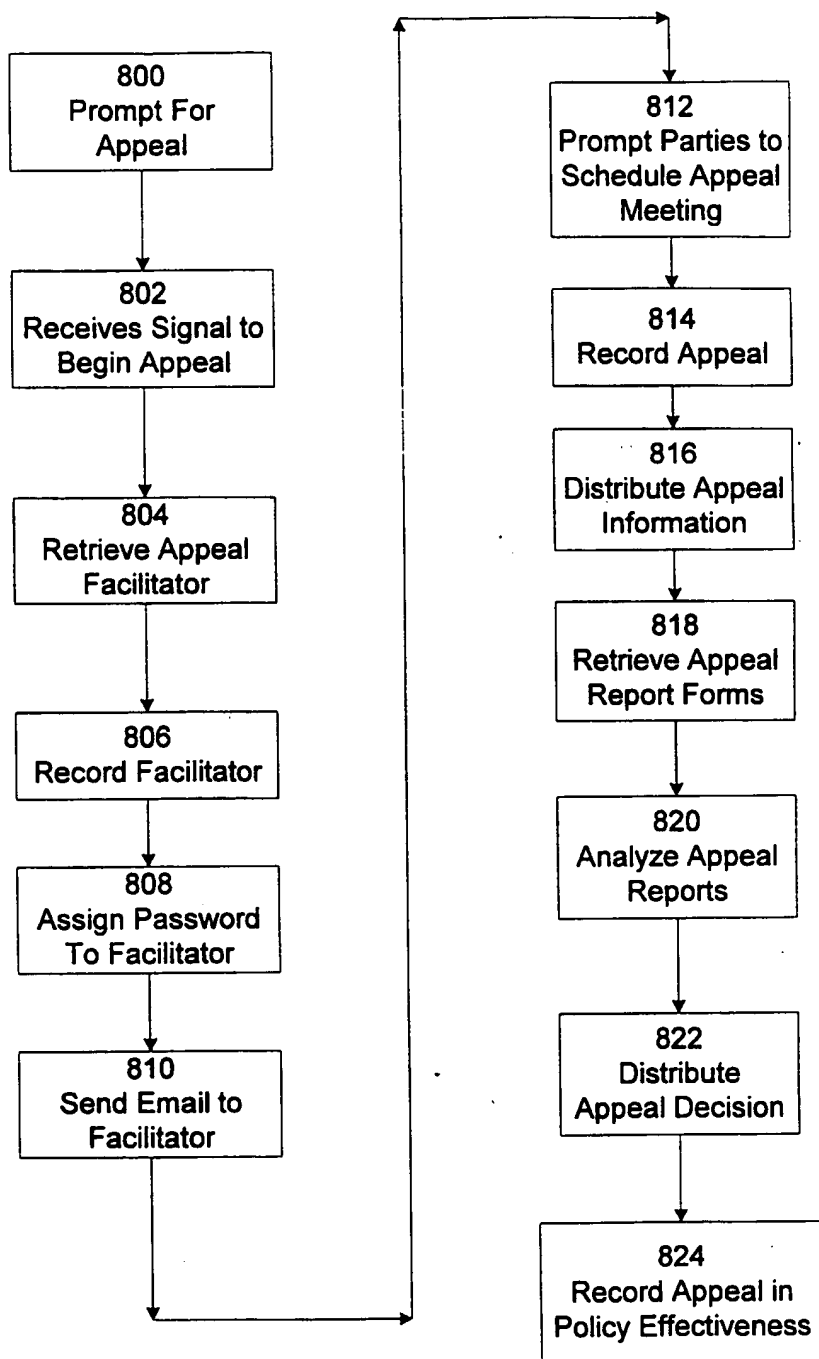 800
Prompt For
Appeal
802
Receives Signal to
Begin Appeal
804
Retrieve Appeal
Facilitator
806
Record Facilitator
808
Assign Password
To Facilitator
810
Send Email to
Facilitator
812
Prompt Parties to
Schedule Appeal
Meeting
814
Record Appeal
816
Distribute Appeal
Information
818
Retrieve Appeal
Report Forms
820
Analyze Appeal
Reports
822
Distribute
Appeal Decision
824
Record Appeal in
Policy Effectiveness